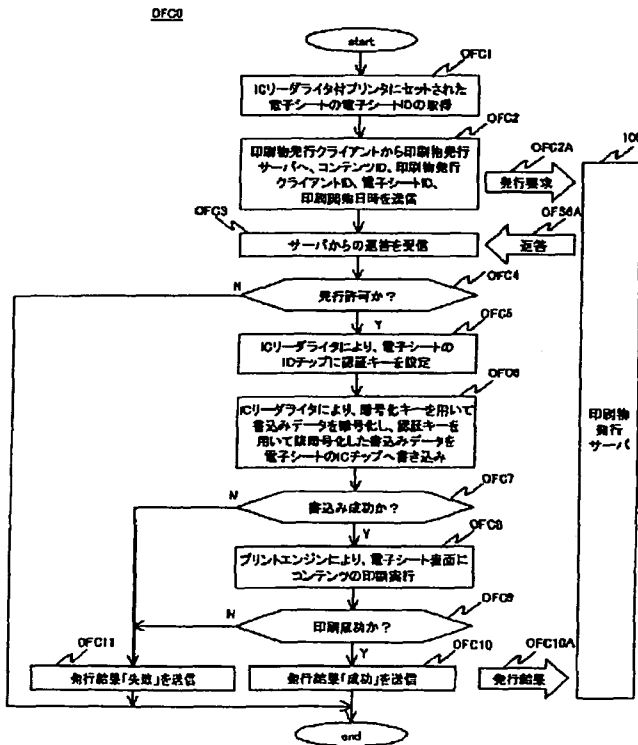 OFC0
start
OFC1
ICリーダライタ付プリンタにセットされた
電子シートの電子シートIDの取得
OFC2
印刷物発行クライアントから印刷物発行
サーバへ、コンテンツID、印刷物発行
クライアントID、電子シートID、
印刷開始日時を送信
OFC2A
発行要求
100
OFC3
サーバからの返答を受信
OFS6A
返答
OFC4
発行許可か?
N
Y
OFC5
ICリーダライタにより、電子シートの
ICチップに認証キーを設定
OFC6
ICリーダライタにより、暗号化キーを用いて
書込みデータを暗号化し、認証キーを
用いて該暗号化した書込みデータを
電子シートのICチップへ書き込み
印刷物
発行
サーバ
OFC7
書込み成功か?
N
Y
OFC8
プリントエンジンにより、電子シート表面に
コンテンツの印刷実行
OFC9
印刷成功か?
N
Y
OFC11
発行結果「失敗」を送信
OFC10
発行結果「成功」を送信
OFC10A
発行結果
end